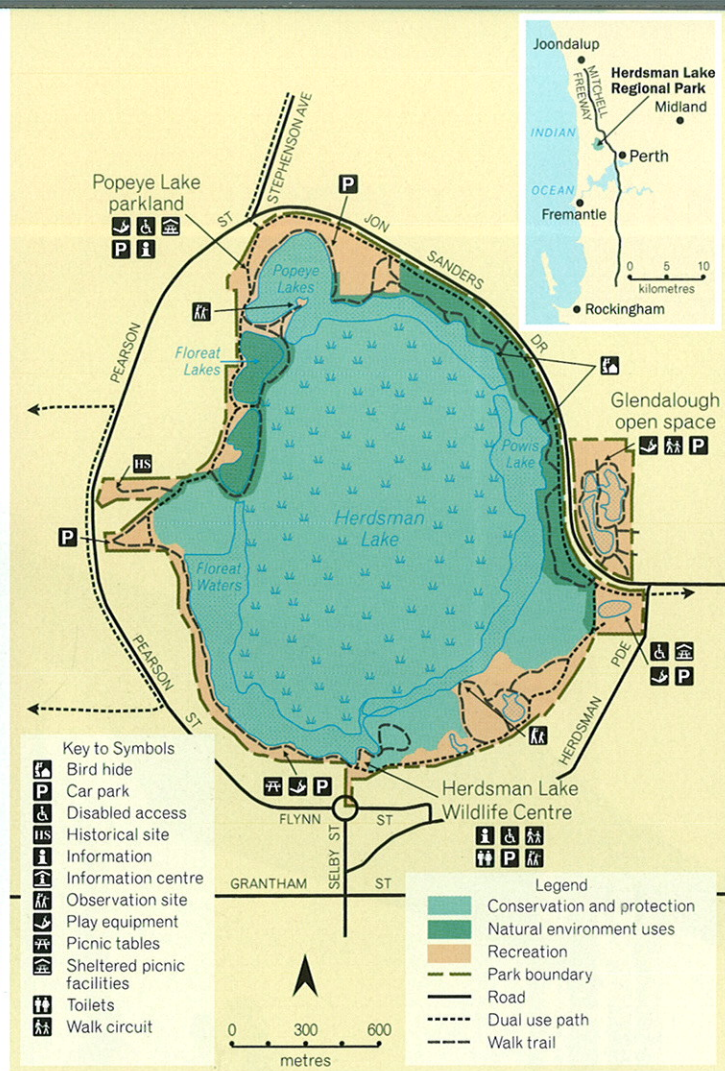 Joondalup
MITCHELL
FREEWAY
Herdsman Lake
Regional Park
Midland
INDIAN
Perth
OCEAN
Fremantle
0 5 10
kilometres
Rockingham
STEPHENSON AVE
Popeye Lake
parkland
P
P i
ST
JON
SANDERS
DR
Popeye
Lakes
PEARSON
Floreat
Lakes
Glendalough
open space
P
Powis
Lake
HS
P
Herdsman
Lake
Floreat
Waters
PDE
P
PEARSON
ST
HERDSMAN
P
Herdsman Lake
Wildlife Centre
i
P
FLYNN ST
SELBY ST
GRANTHAM ST
Key to Symbols
Bird hide
P Car park
Disabled access
HS Historical site
i Information
Information centre
Observation site
Play equipment
Picnic tables
Sheltered picnic
facilities
Toilets
Walk circuit
0 300 600
metres
Legend
Conservation and protection
Natural environment uses
Recreation
Park boundary
Road
Dual use path
Walk trail